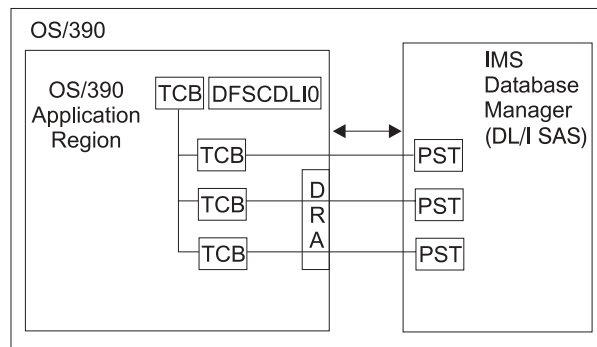 OS/390
OS/390
Application
Region
TCB DFSCDLI0
TCB
TCB
TCB
D
R
A
IMS
Database
Manager
(DL/I SAS)
PST
PST
PST